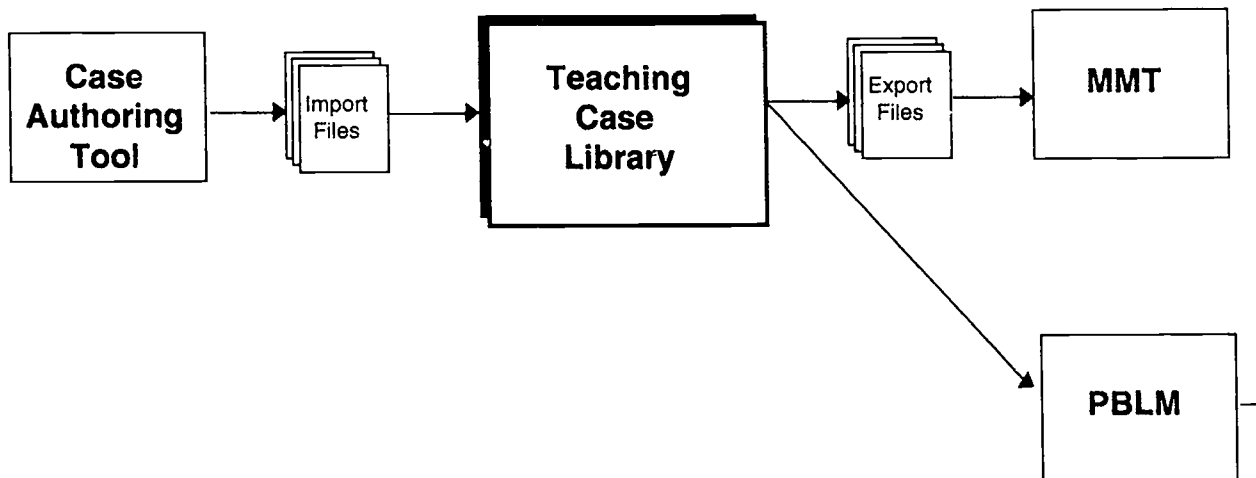 Case
Authoring
Tool
Import
Files
Teaching
Case
Library
Export
Files
MMT
PBLM